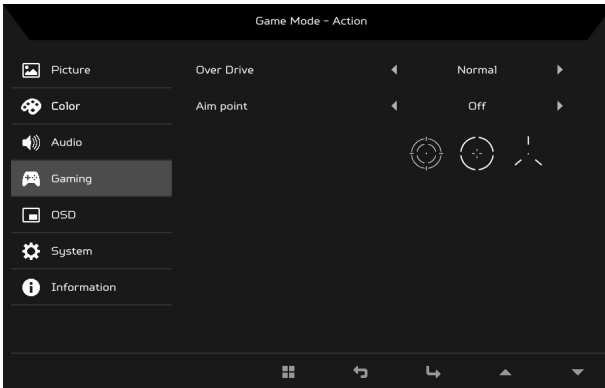 Game Mode - Action
Picture
Over Drive Normal
Color
Aim point Off
Audio
Gaming
OSD
System
Information